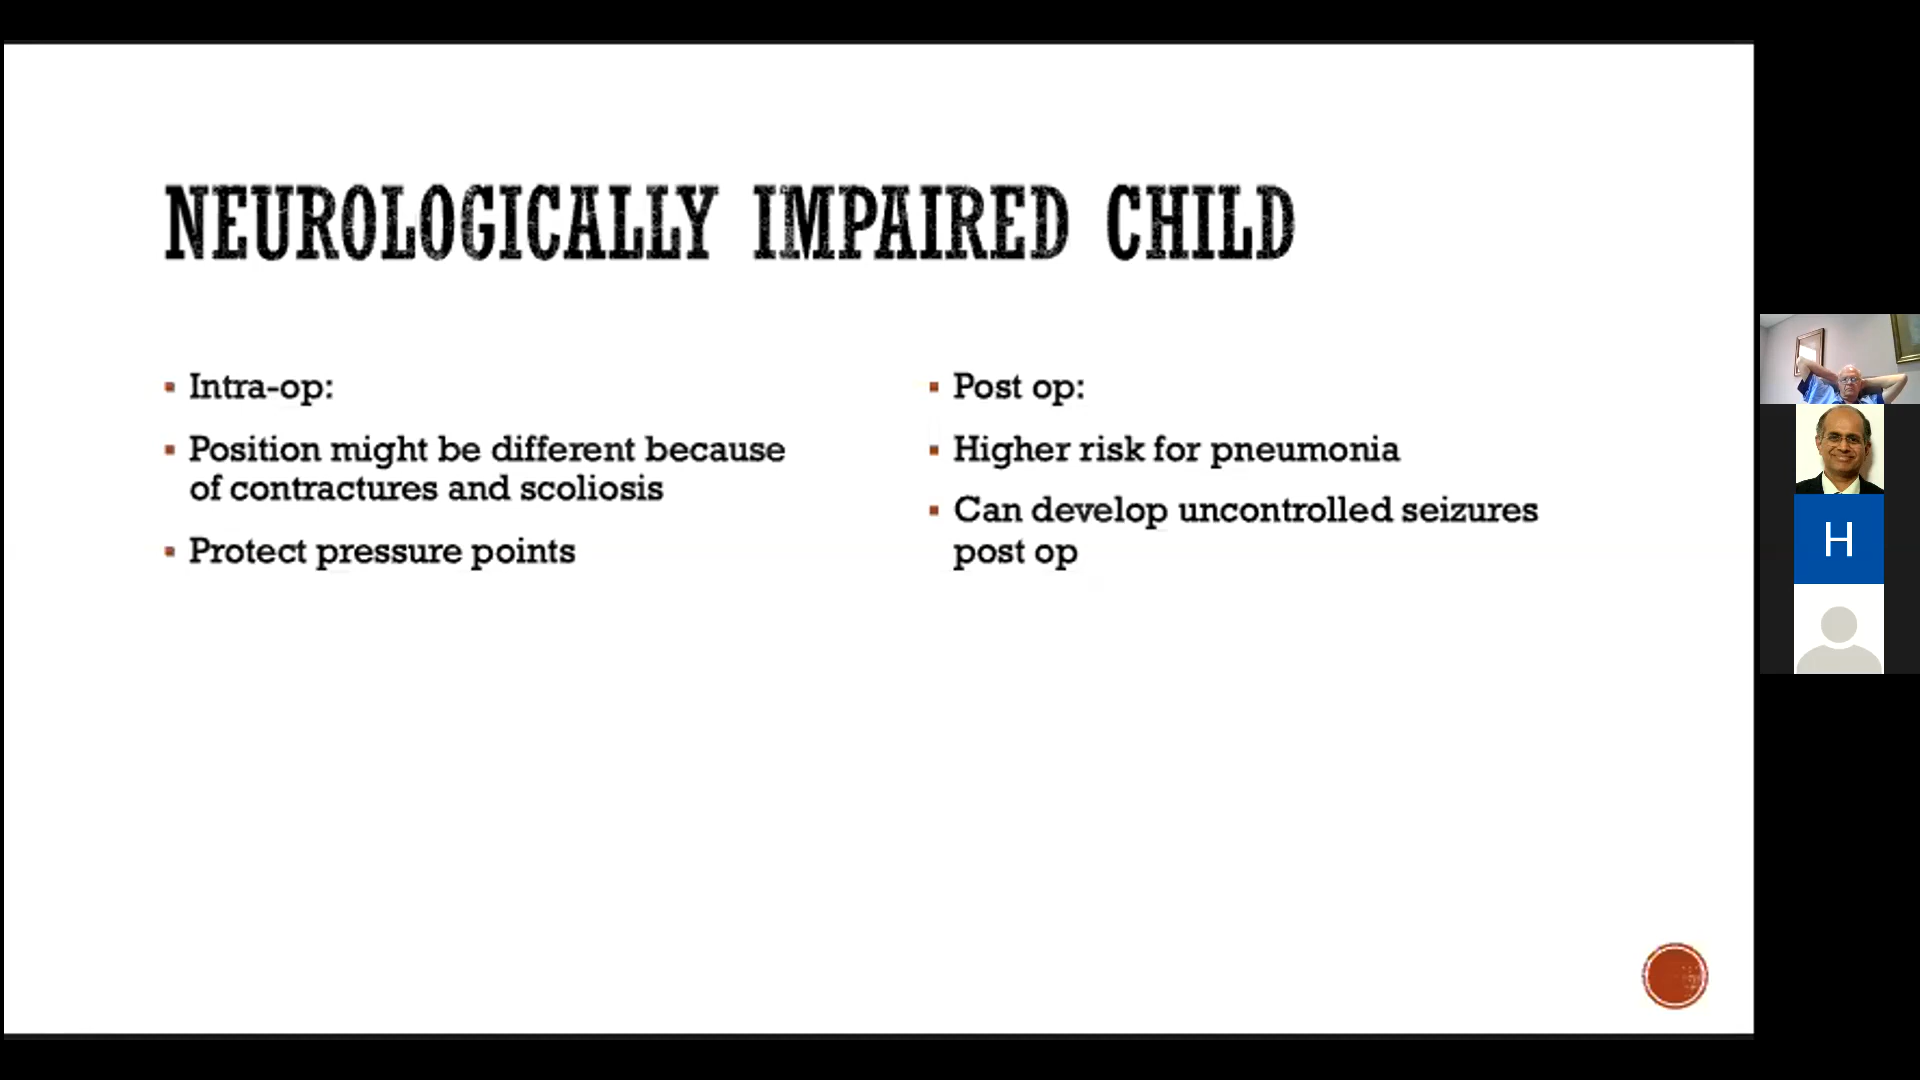 NEUROLOGICALLY IMPAIRED CHILD
Intra-op:
Position might be different because
of contractures and scoliosis
Protect pressure points
Post op:
Higher risk for pneumonia
Can develop uncontrolled seizures
post op
H